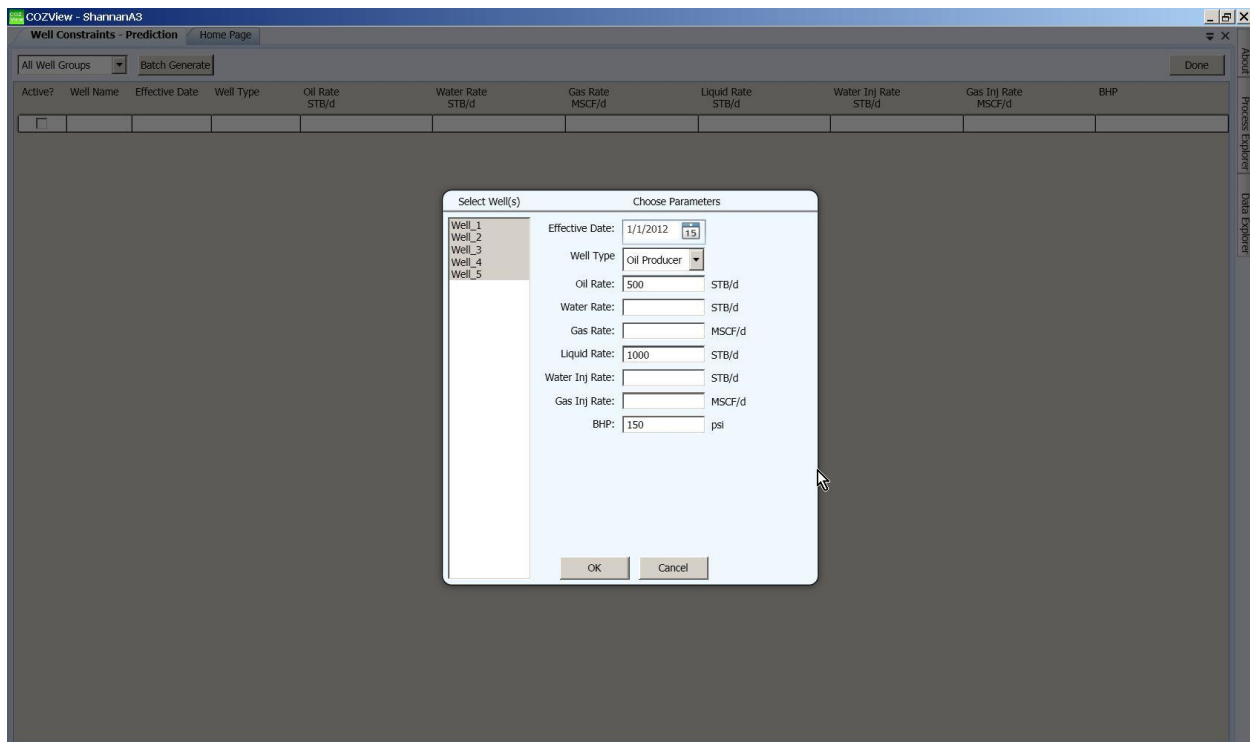 COZView - ShannanA3
Well Constraints - Prediction Home Page
All Well Groups Batch Generate Done
Active? Well Name Effective Date Well Type Oil Rate STB/d Water Rate STB/d Gas Rate MSCF/d Liquid Rate STB/d Water Inj Rate STB/d Gas Inj Rate MSCF/d BHP
About
Process Explorer
Data Explorer
Select Well(s) Choose Parameters
Well_1
Well_2
Well_3
Well_4
Well_5
Effective Date: 1/1/2012 15
Well Type Oil Producer
Oil Rate: 500 STB/d
Water Rate: STB/d
Gas Rate: MSCF/d
Liquid Rate: 1000 STB/d
Water Inj Rate: STB/d
Gas Inj Rate: MSCF/d
BHP: 150 psi
OK Cancel